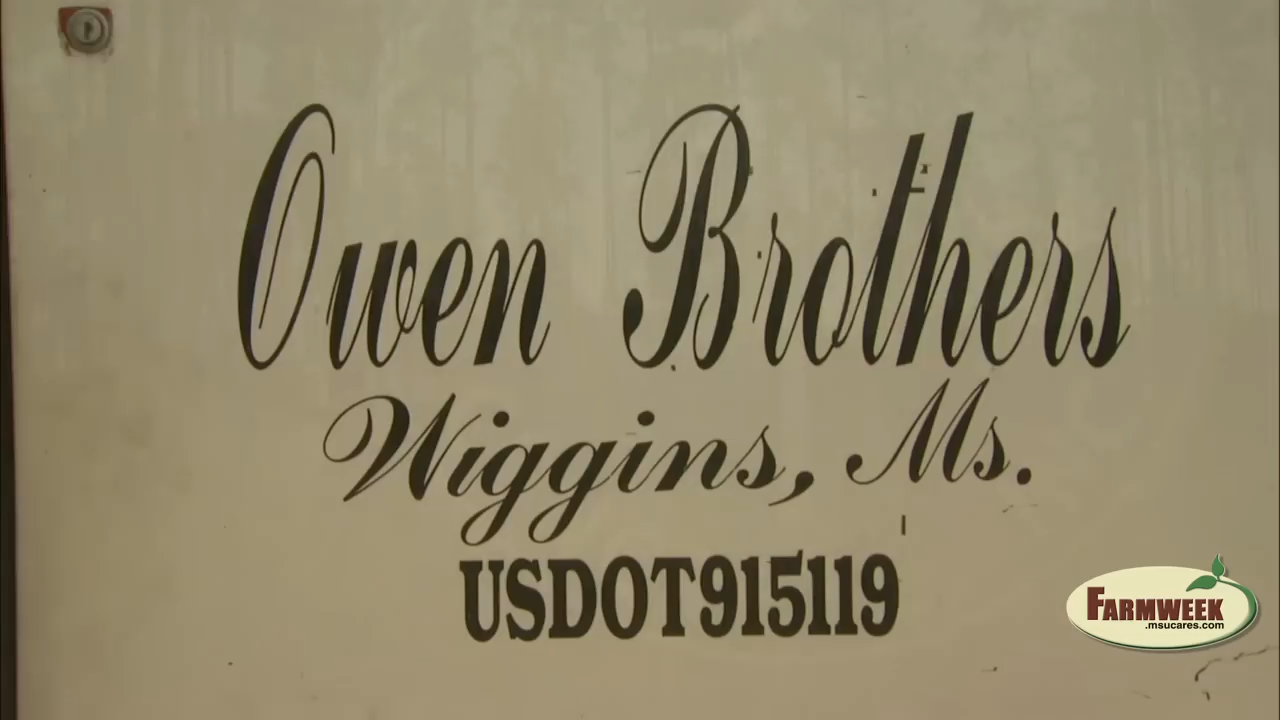 Owen Brothers
Wiggins, Ms.
USDOT915119
FARMWEEK
.msucares.com